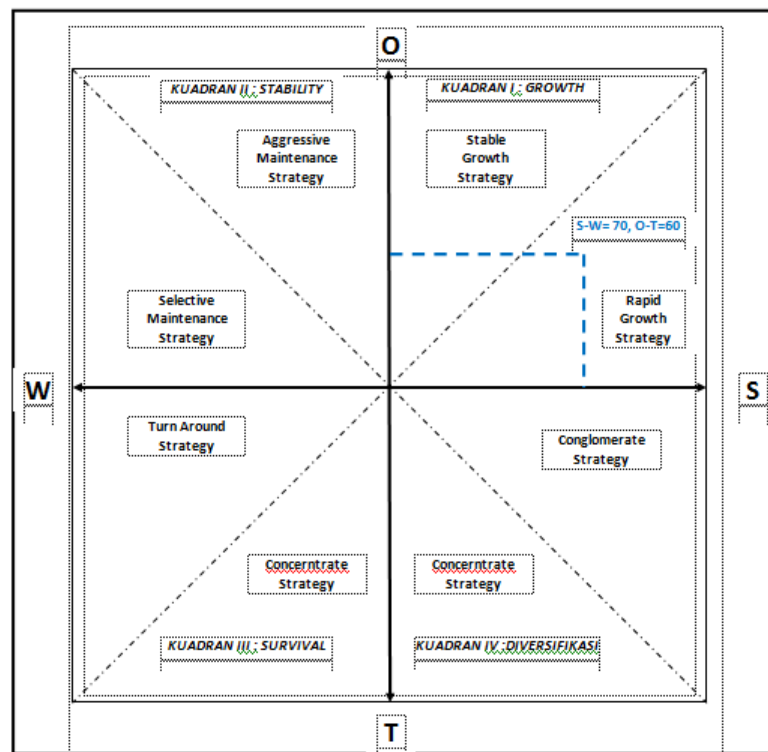 O
KUADRAN II : STABILITY
KUADRAN I : GROWTH
Aggressive
Maintenance
Strategy
Stable
Growth
Strategy
S-W= 70, O-T=60
Selective
Maintenance
Strategy
Rapid
Growth
Strategy
W
S
Turn Around
Strategy
Conglomerate
Strategy
Concerntrate
Strategy
Concerntrate
Strategy
KUADRAN III : SURVIVAL
KUADRAN IV :DIVERSIFIKASI
T